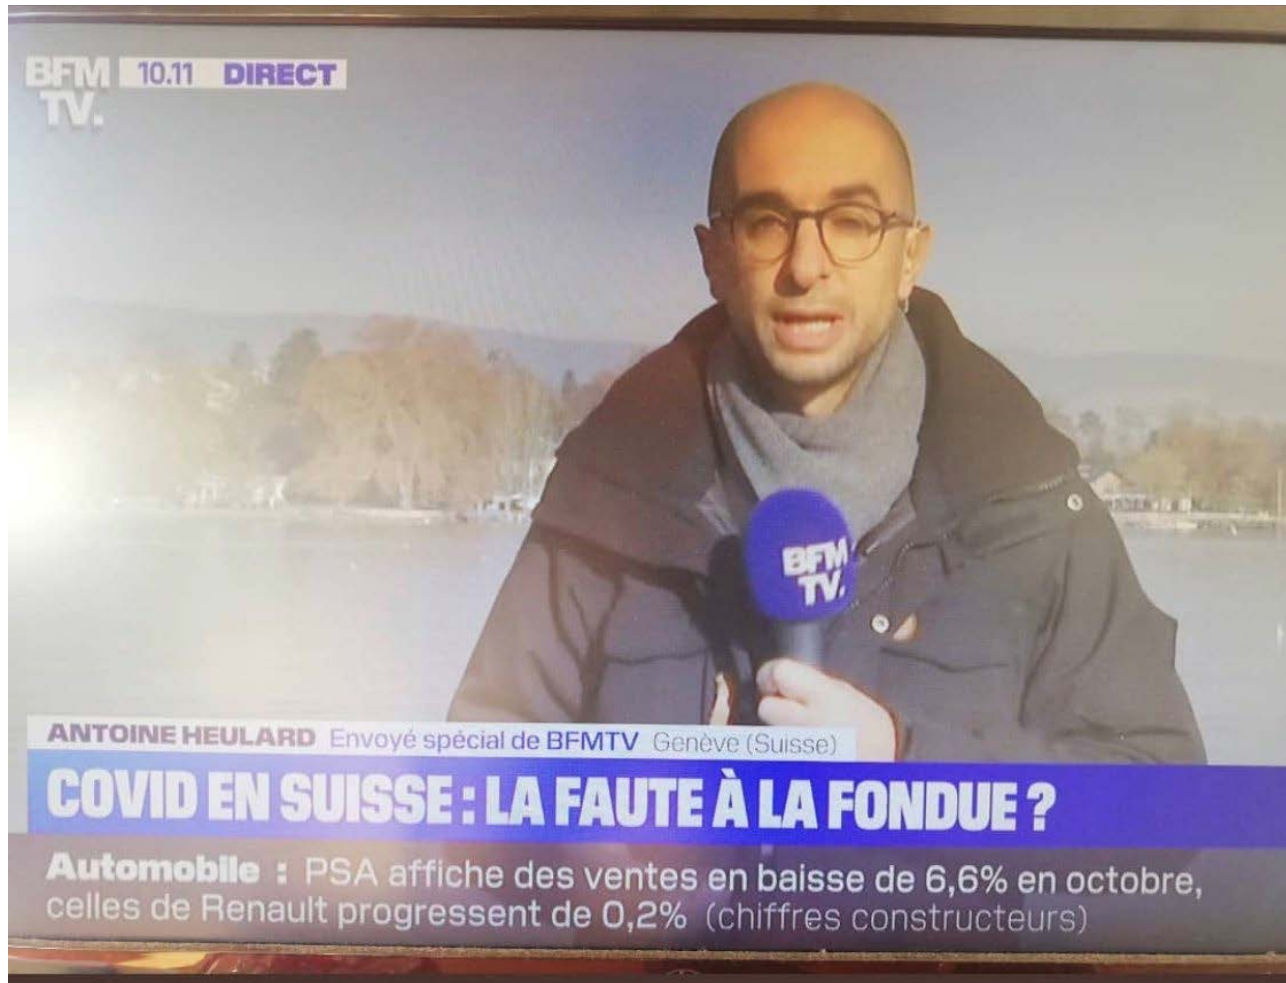 BFM 10.11 DIRECT
TV.
BFM
TV.
ANTOINE HEULARD Envoyé spécial de BFMTV Genève (Suisse)
COVID EN SUISSE : LA FAUTE À LA FONDUE ?
Automobile : PSA affiche des ventes en baisse de 6,6% en octobre,
celles de Renault progressent de 0,2% (chiffres constructeurs)